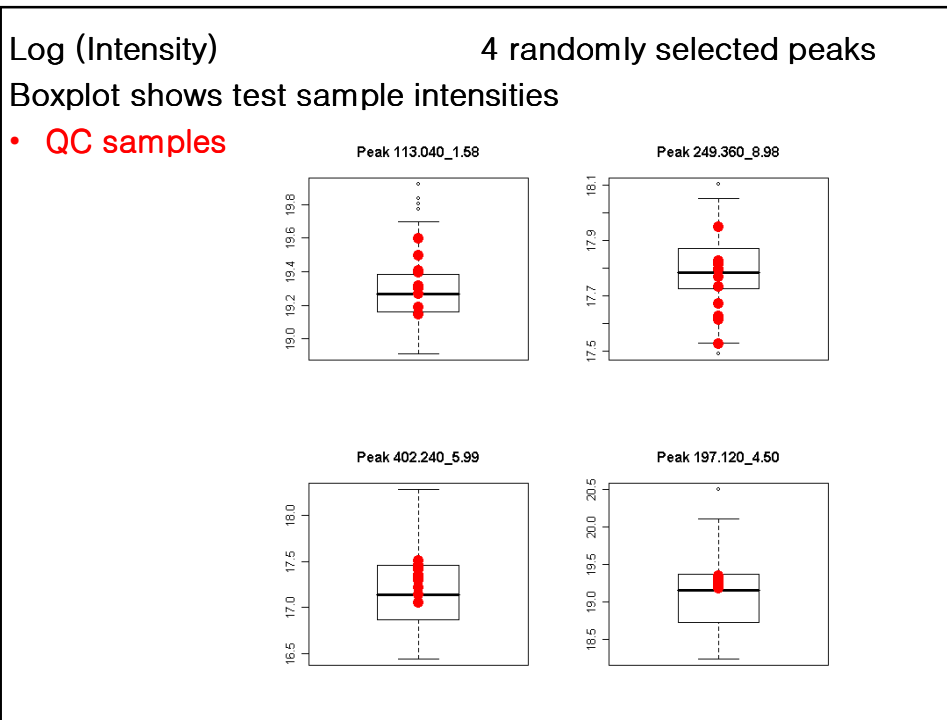 Log (Intensity) 4 randomly selected peaks
Boxplot shows test sample intensities
• QC samples
Peak 113.040_1.58
19.8
19.6
19.4
19.2
19.0
Peak 249.360_8.98
18.1
17.9
17.7
17.5
Peak 402.240_5.99
18.0
17.5
17.0
16.5
Peak 197.120_4.50
20.5
20.0
19.5
19.0
18.5